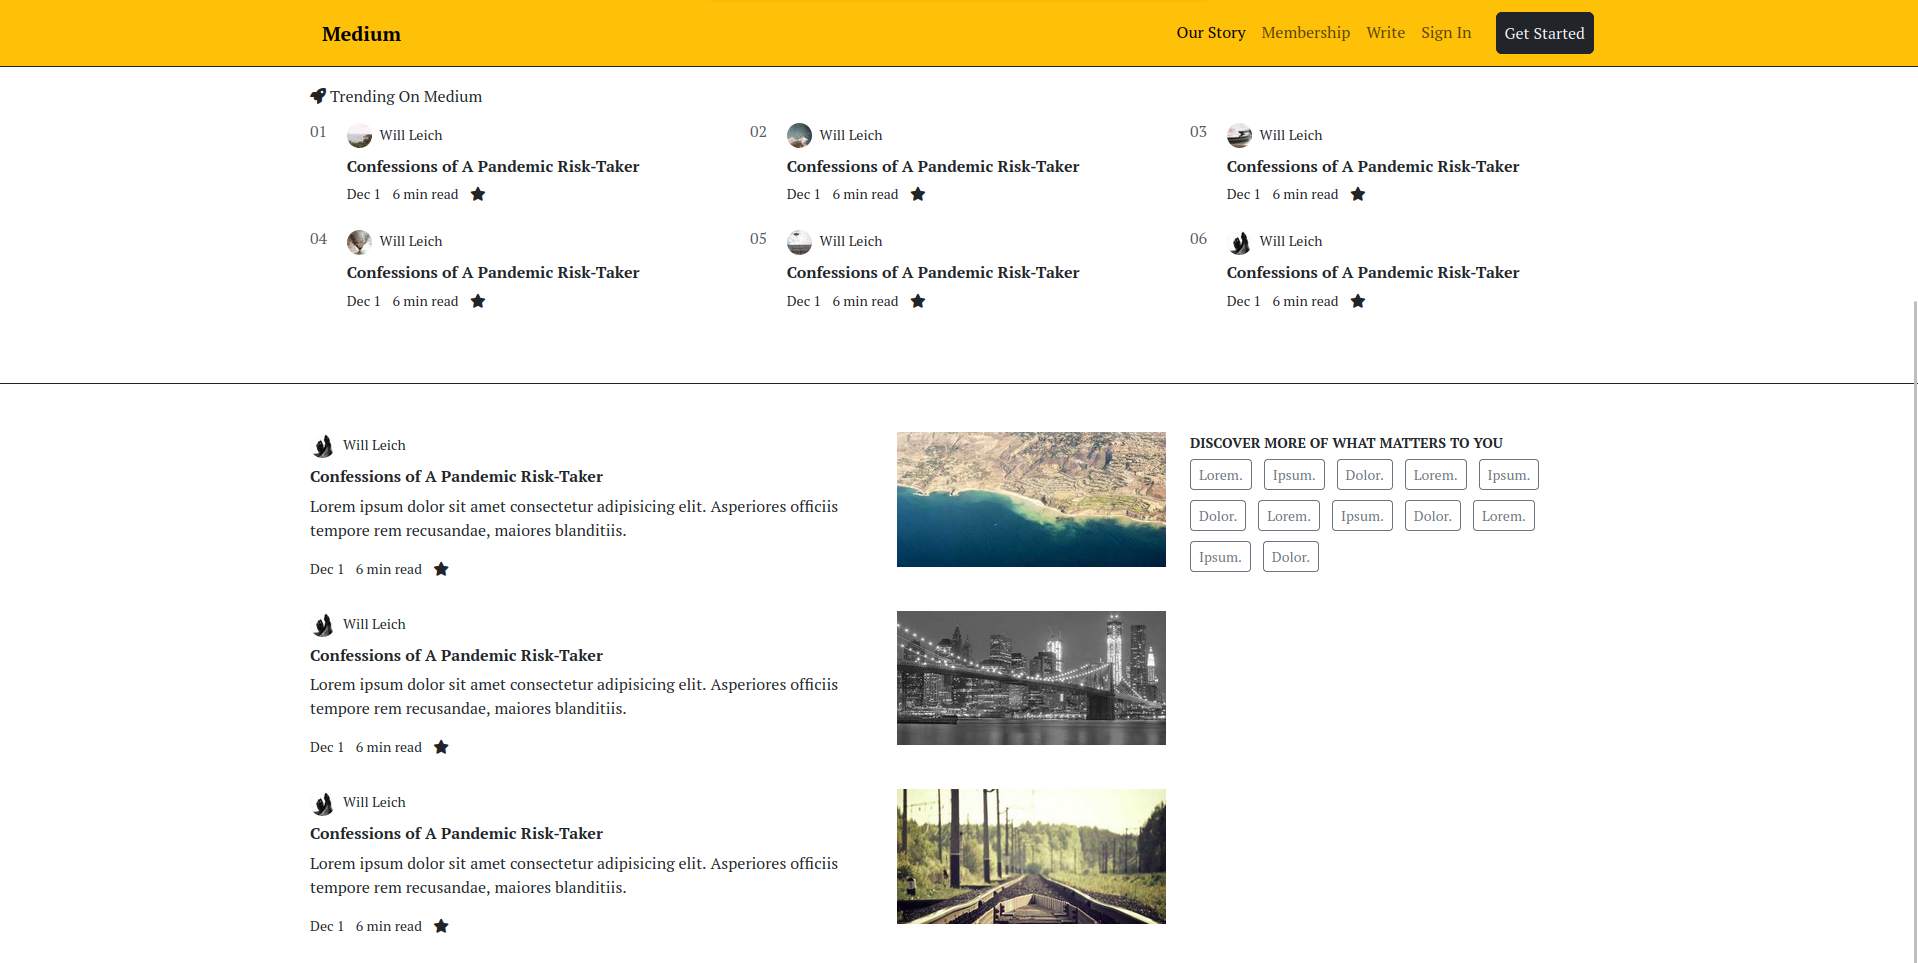 Medium
Our Story Membership Write Sign In Get Started
Trending On Medium
01 Will Leich
Confessions of A Pandemic Risk-Taker
Dec 1 6 min read
02 Will Leich
Confessions of A Pandemic Risk-Taker
Dec 1 6 min read
03 Will Leich
Confessions of A Pandemic Risk-Taker
Dec 1 6 min read
04 Will Leich
Confessions of A Pandemic Risk-Taker
Dec 1 6 min read
05 Will Leich
Confessions of A Pandemic Risk-Taker
Dec 1 6 min read
06 Will Leich
Confessions of A Pandemic Risk-Taker
Dec 1 6 min read
Will Leich
Confessions of A Pandemic Risk-Taker
Lorem ipsum dolor sit amet consectetur adipisicing elit. Asperiores officiis
tempore rem recusandae, maiores blanditiis.
Dec 1 6 min read
Will Leich
Confessions of A Pandemic Risk-Taker
Lorem ipsum dolor sit amet consectetur adipisicing elit. Asperiores officiis
tempore rem recusandae, maiores blanditiis.
Dec 1 6 min read
Will Leich
Confessions of A Pandemic Risk-Taker
Lorem ipsum dolor sit amet consectetur adipisicing elit. Asperiores officiis
tempore rem recusandae, maiores blanditiis.
Dec 1 6 min read
DISCOVER MORE OF WHAT MATTERS TO YOU
Lorem. Ipsum. Dolor. Lorem. Ipsum.
Dolor. Lorem. Ipsum. Dolor. Lorem.
Ipsum. Dolor.